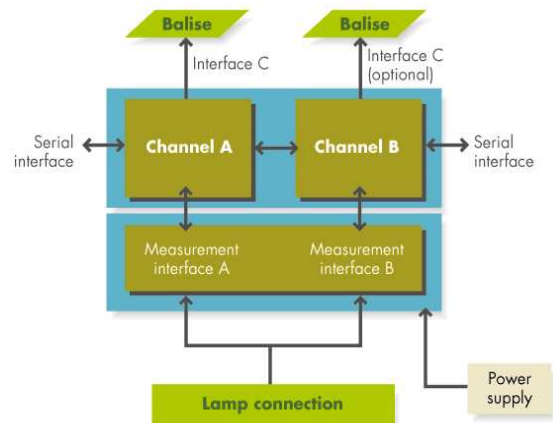 Balise
Balise
Interface C
Interface C
(optional)
Serial
interface
Channel A
Channel B
Serial
interface
Measurement
interface A
Measurement
interface B
Lamp connection
Power
supply